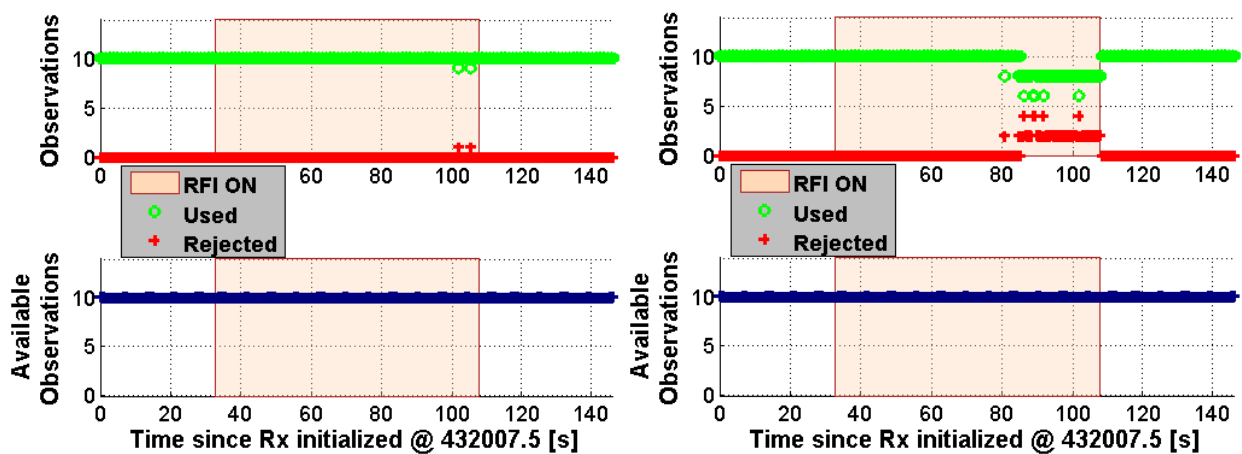 Observations
10
5
0
0 20 40 60 80 100 120 140
RFI ON
Used
Rejected
Available
Observations
10
5
0
0 20 40 60 80 100 120 140
Time since Rx initialized @ 432007.5 [s]
Observations
10
5
0
0 20 40 60 80 100 120 140
RFI ON
Used
Rejected
Available
Observations
10
5
0
0 20 40 60 80 100 120 140
Time since Rx initialized @ 432007.5 [s]